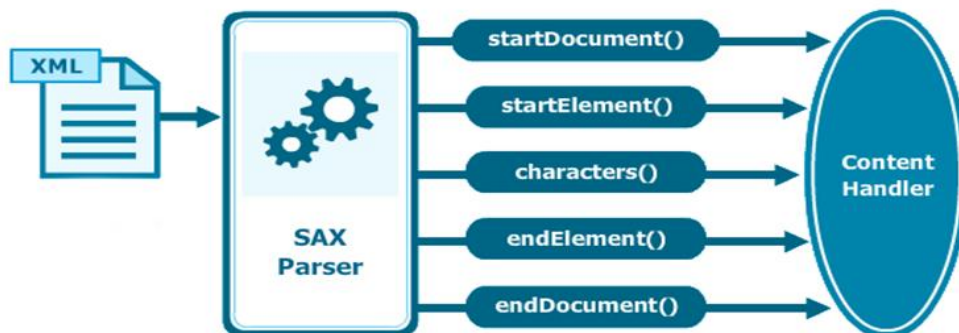 XML
SAX
Parser
startDocument()
startElement()
characters()
endElement()
endDocument()
Content
Handler